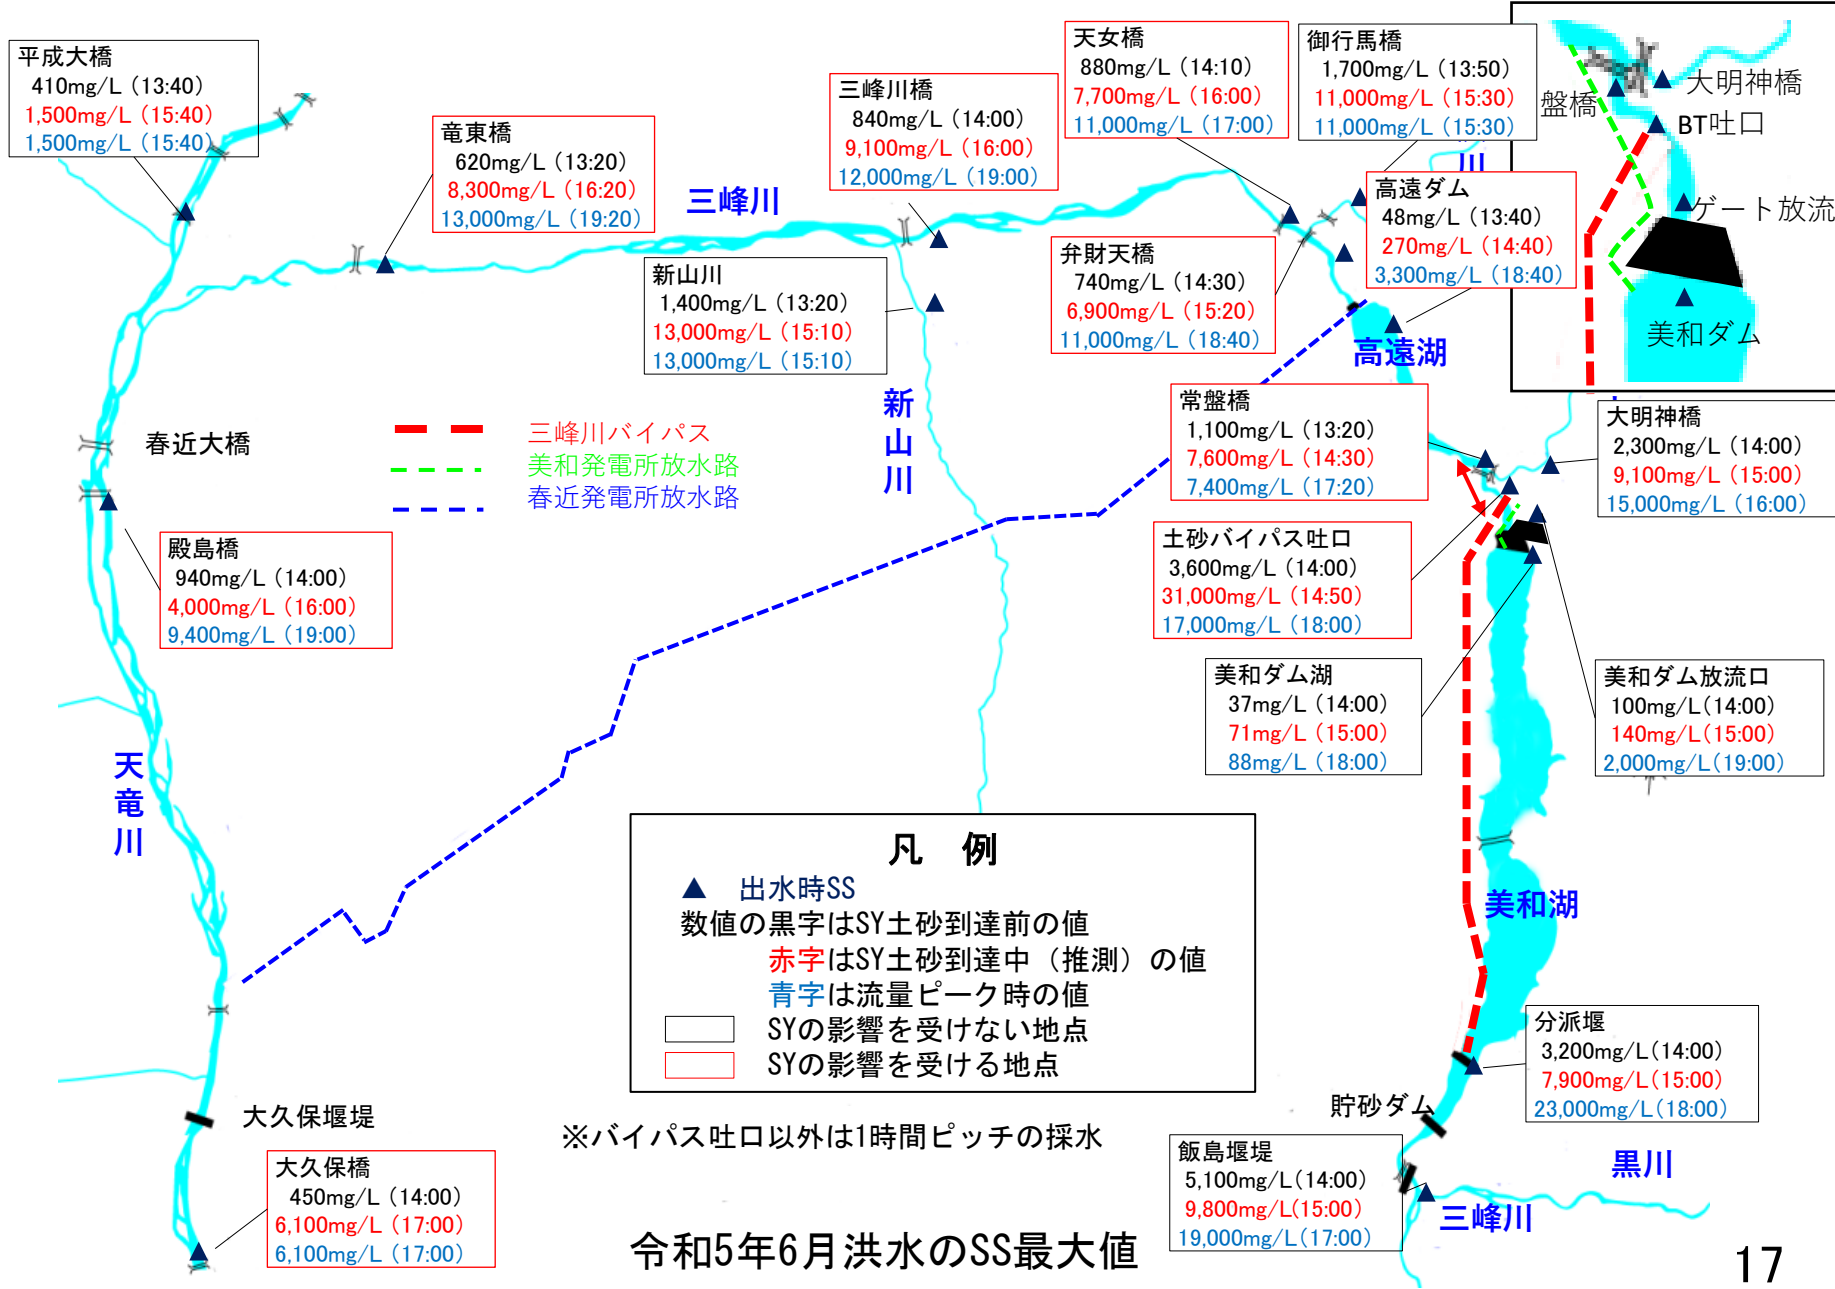 平成大橋
410mg/L (13:40)
1,500mg/L (15:40)
1,500mg/L (15:40)
竜東橋
620mg/L (13:20)
8,300mg/L (16:20)
13,000mg/L (19:20)
三峰川橋
840mg/L (14:00)
9,100mg/L (16:00)
12,000mg/L (19:00)
天女橋
880mg/L (14:10)
7,700mg/L (16:00)
11,000mg/L (17:00)
御行馬橋
1,700mg/L (13:50)
11,000mg/L (15:30)
11,000mg/L (15:30)
川
高遠ダム
48mg/L (13:40)
270mg/L (14:40)
3,300mg/L (18:40)
大明神橋
盤橋
BT吐口
ゲート放流
美和ダム
三峰川
新山川
1,400mg/L (13:20)
13,000mg/L (15:10)
13,000mg/L (15:10)
弁財天橋
740mg/L (14:30)
6,900mg/L (15:20)
11,000mg/L (18:40)
高遠湖
新山川
春近大橋
三峰川バイパス
美和発電所放水路
春近発電所放水路
常盤橋
1,100mg/L (13:20)
7,600mg/L (14:30)
7,400mg/L (17:20)
大明神橋
2,300mg/L (14:00)
9,100mg/L (15:00)
15,000mg/L (16:00)
殿島橋
940mg/L (14:00)
4,000mg/L (16:00)
9,400mg/L (19:00)
土砂バイパス吐口
3,600mg/L (14:00)
31,000mg/L (14:50)
17,000mg/L (18:00)
美和ダム湖
37mg/L (14:00)
71mg/L (15:00)
88mg/L (18:00)
美和ダム放流口
100mg/L(14:00)
140mg/L(15:00)
2,000mg/L(19:00)
天竜川
凡 例
▲ 出水時SS
数値の黒字はSY土砂到達前の値
赤字はSY土砂到達中（推測）の値
青字は流量ピーク時の値
SYの影響を受けない地点
SYの影響を受ける地点
美和湖
分派堰
3,200mg/L(14:00)
7,900mg/L(15:00)
23,000mg/L(18:00)
貯砂ダム
大久保堰堤
※バイパス吐口以外は1時間ピッチの採水
飯島堰堤
5,100mg/L(14:00)
9,800mg/L(15:00)
19,000mg/L(17:00)
黒川
三峰川
大久保橋
450mg/L (14:00)
6,100mg/L (17:00)
6,100mg/L (17:00)
令和5年6月洪水のSS最大値
17